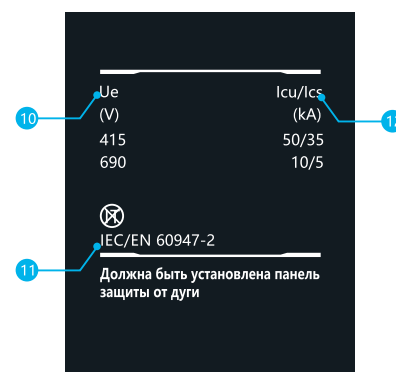 Ue Icu/Ics
10 (V) (kA) 12
415 50/35
690 10/5
IEC/EN 60947-2
11 Должна быть установлена панель
защиты от дуги